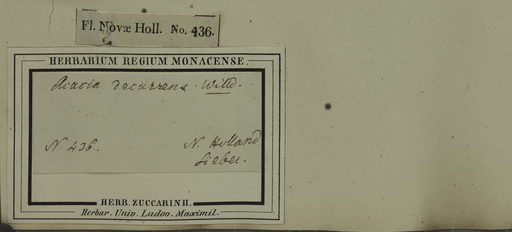 Fl. Novæ Holl. No. 436.
HERBARIUM REGIUM MONACENSE.
Acacia decurrens. Willd.
N 436. N. Holland
Sieber.
HERB. ZUCCARINII.
Herbar. Univ. Ludov. Maximil.